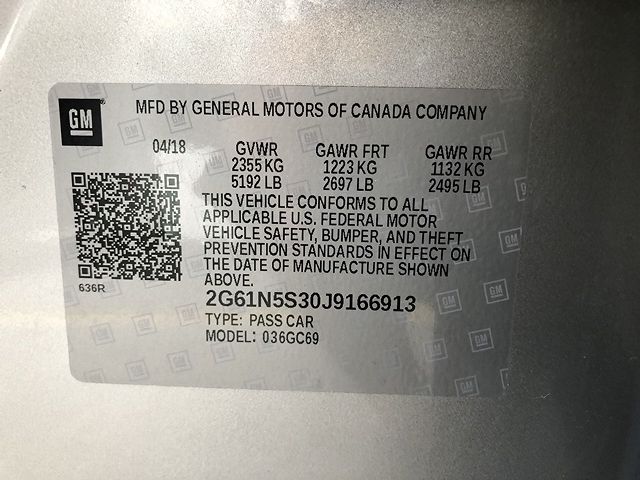 GM
MFD BY GENERAL MOTORS OF CANADA COMPANY
04/18 GVWR GAWR FRT GAWR RR
2355 KG 1223 KG 1132 KG
5192 LB 2697 LB 2495 LB
THIS VEHICLE CONFORMS TO ALL
APPLICABLE U.S. FEDERAL MOTOR
VEHICLE SAFETY, BUMPER, AND THEFT
PREVENTION STANDARDS IN EFFECT ON
THE DATE OF MANUFACTURE SHOWN
ABOVE.
636R
2G61N5S30J9166913
TYPE: PASS CAR
MODEL: 036GC69